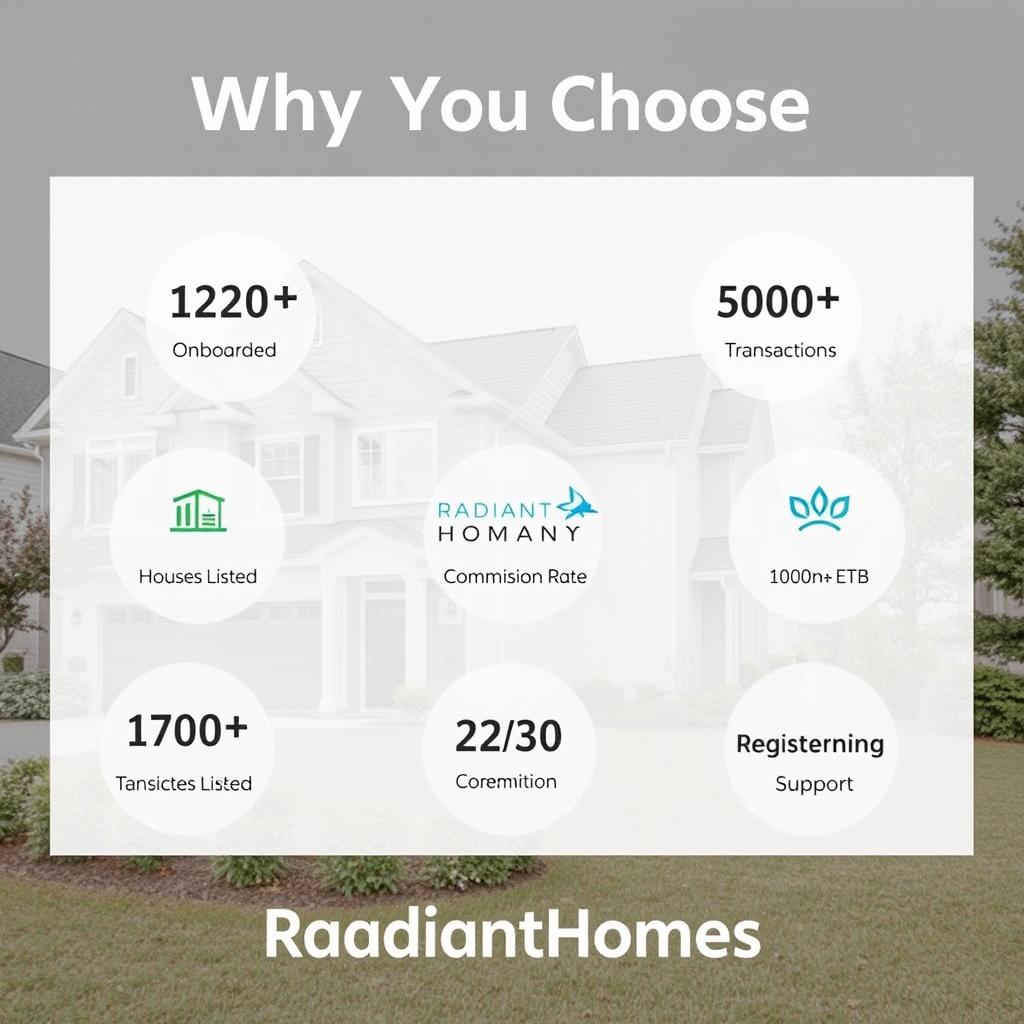 Why You Choose
1220+
Onboarded
5000+
Transactions
Houses Listed
RADIANT
HOMANY
Commision Rate
1000n+ ETB
1700+
Tansictes Listed
22/30
Coremition
Registerning
Support
RaadiantHomes